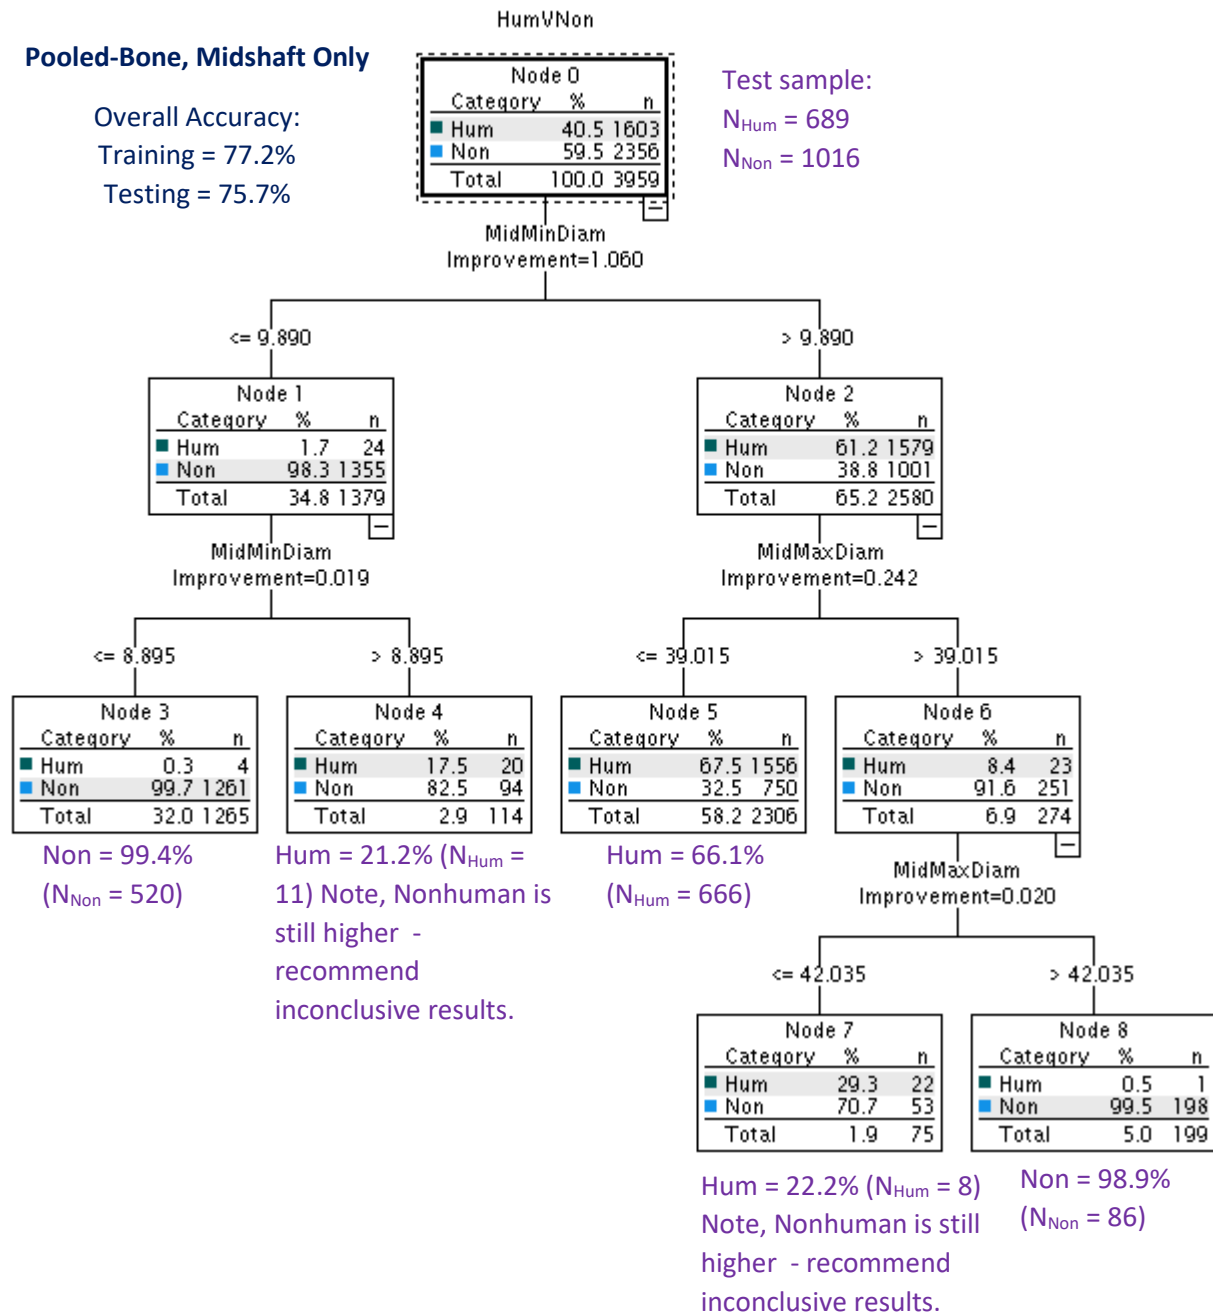 HumVNon
Pooled-Bone, Midshaft Only
Overall Accuracy:
Training = 77.2%
Testing = 75.7%
Node 0
Category % n
Hum 40.5 1603
Non 59.5 2356
Total 100.0 3959
Test sample:
NHum = 689
NNon = 1016
MidMinDiam
Improvement=1.060
<= 9.890
> 9.890
Node 1
Category % n
Hum 1.7 24
Non 98.3 1355
Total 34.8 1379
Node 2
Category % n
Hum 61.2 1579
Non 38.8 1001
Total 65.2 2580
MidMinDiam
Improvement=0.019
MidMaxDiam
Improvement=0.242
<= 8.895
> 8.895
<= 39.015
> 39.015
Node 3
Category % n
Hum 0.3 4
Non 99.7 1261
Total 32.0 1265
Node 4
Category % n
Hum 17.5 20
Non 82.5 94
Total 2.9 114
Node 5
Category % n
Hum 67.5 1556
Non 32.5 750
Total 58.2 2306
Node 6
Category % n
Hum 8.4 23
Non 91.6 251
Total 6.9 274
Non = 99.4%
(NNon = 520)
Hum = 21.2% (NHum =
11) Note, Nonhuman is
still higher -
recommend
inconclusive results.
Hum = 66.1%
(NHum = 666)
MidMaxDiam
Improvement=0.020
<= 42.035
> 42.035
Node 7
Category % n
Hum 29.3 22
Non 70.7 53
Total 1.9 75
Node 8
Category % n
Hum 0.5 1
Non 99.5 198
Total 5.0 199
Hum = 22.2% (NHum = 8)
Note, Nonhuman is still
higher - recommend
inconclusive results.
Non = 98.9%
(NNon = 86)